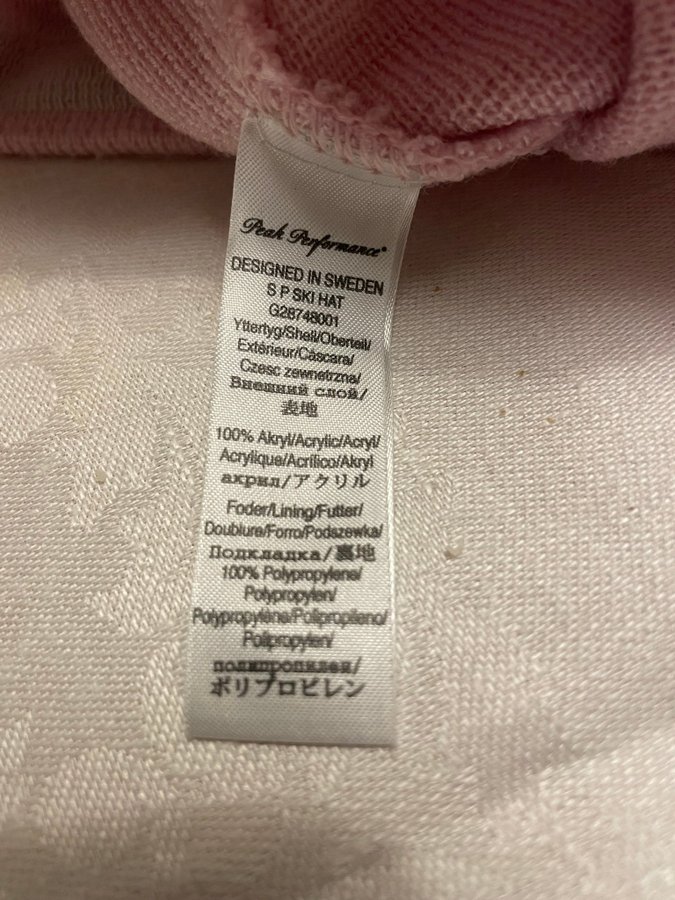 Peak Performance®
DESIGNED IN SWEDEN
S P SKI HAT
G28748001
Yttertyg/Shell/Oberteil/
Extérieur/Cáscara/
Czesc zewnetrzna/
Внешний слой/
表地
100% Akryl/Acrylic/Acryl/
Acrylique/Acrílico/Akryl
акрил/アクリル
Foder/Lining/Futter/
Doublure/Forro/Podszewka/
Подкладка/裏地
100% Polypropylene/
Polypropylen/
Polypropylène/Polipropileno/
Polipropylen/
полипропилен/
ポリプロピレン